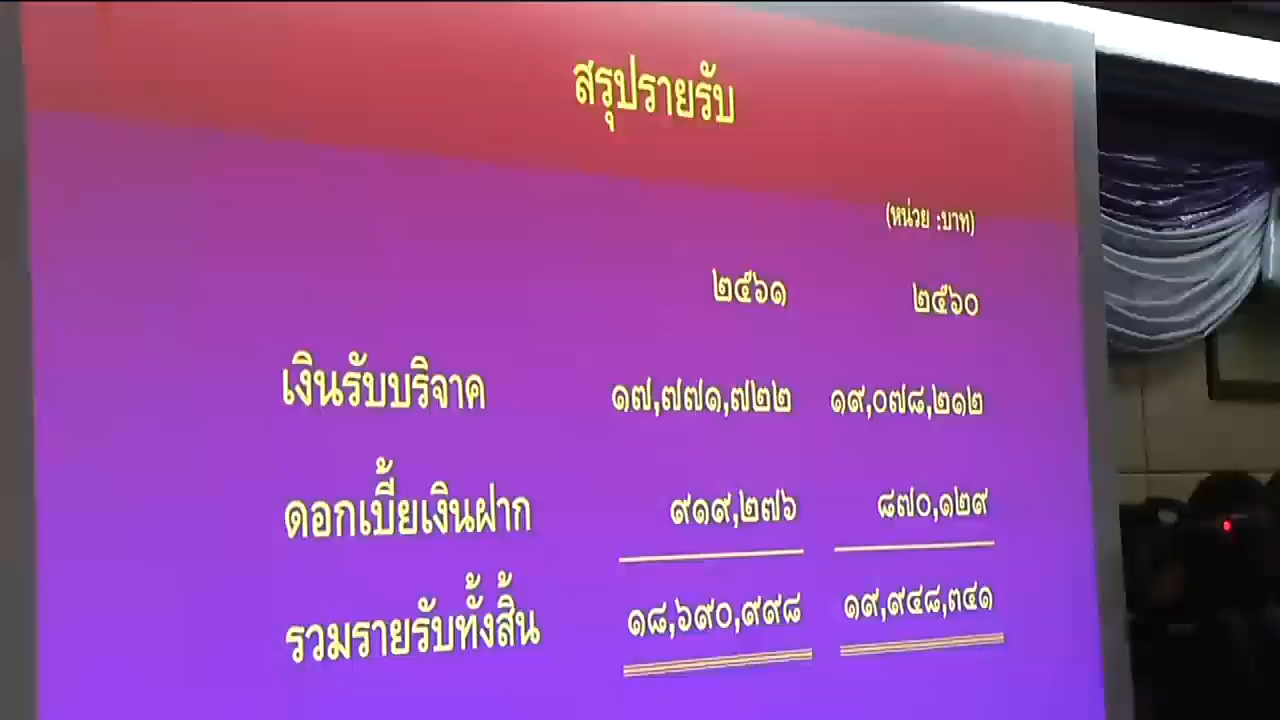 สรุปรายรับ
(หน่วย :บาท)
๒๕๖๑ ๒๕๖๐
เงินรับบริจาค ๑๗,๗๗๑,๗๒๒ ๑๙,๐๗๘,๒๑๒
ดอกเบี้ยเงินฝาก ๙๑๙,๒๗๖ ๘๗๐,๑๒๙
รวมรายรับทั้งสิ้น ๑๘,๖๙๐,๙๙๘ ๑๙,๙๔๘,๓๔๑